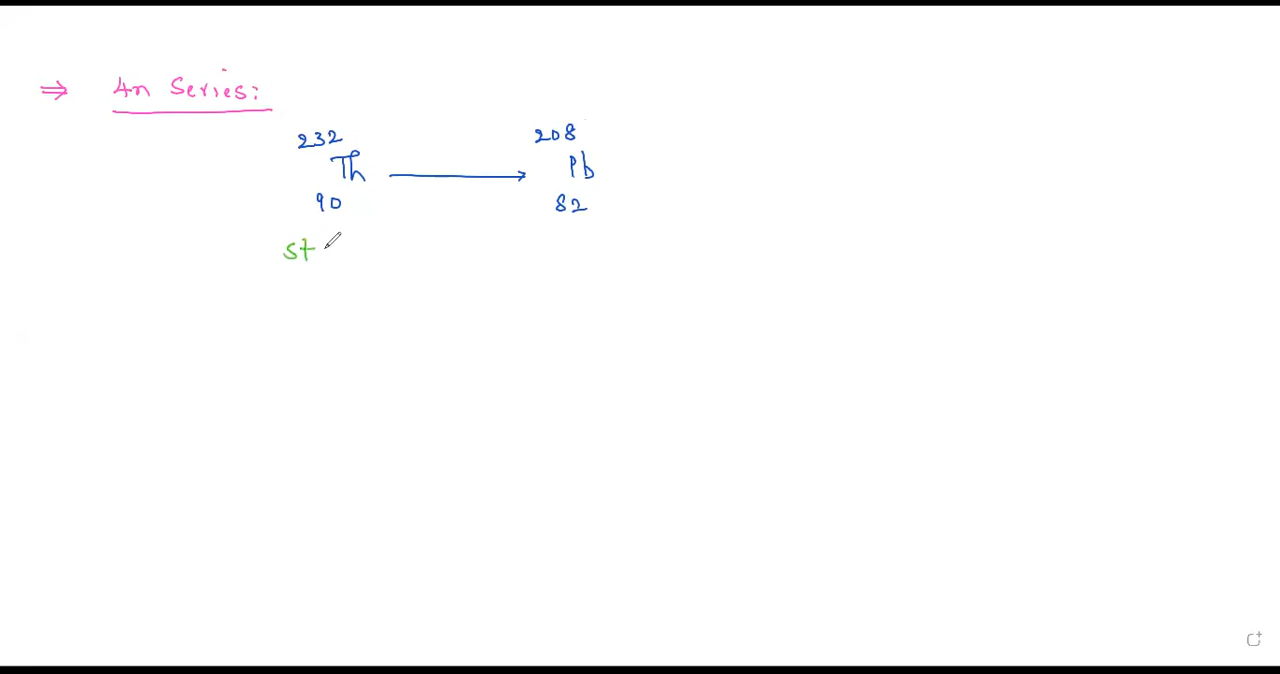 ⇒ 4n Series:
232 208
Th → Pb
90 82
st